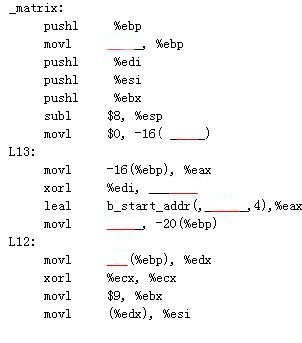 _matrix:
pushl %ebp
movl _____, %ebp
pushl %edi
pushl %esi
pushl %ebx
subl $8, %esp
movl $0, -16( _____)
L13:
movl -16(%ebp), %eax
xorl %edi, ______
leal b_start_addr(,______,4),%eax
movl _____, -20(%ebp)
L12:
movl ___(%ebp), %edx
xorl %ecx, %ecx
movl $9, %ebx
movl (%edx), %esi